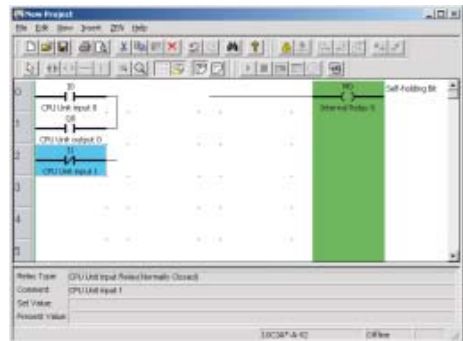 New Project
File Edit View Insert ZEN Help
0
I0
M0
Self-holding Bit
CPU Unit input 0
Internal Relay 0
1
Q0
CPU Unit output 0
2
I1
CPU Unit input 1
3
4
5
Relay Type CPU Unit Input Relay(Normally Closed)
Comment CPU Unit input 1
Set Value
Present Value
Offline